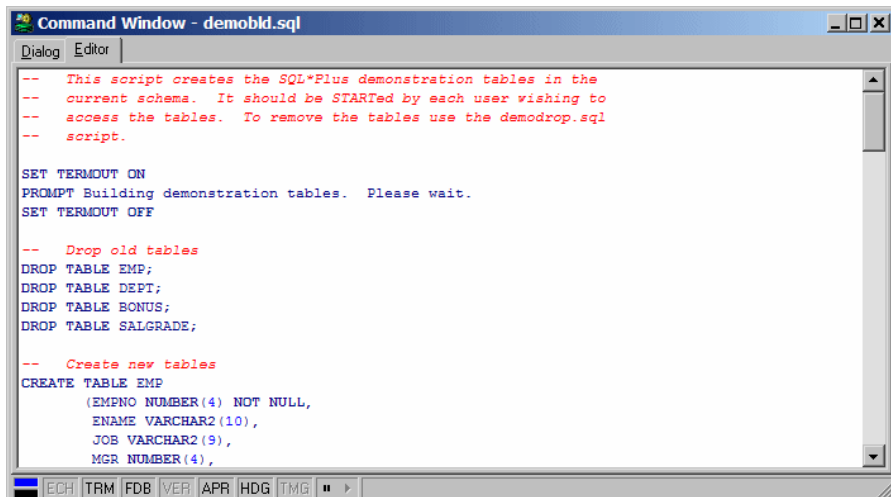 Command Window - demobld.sql
Dialog Editor
--   This script creates the SQL*Plus demonstration tables in the
--   current schema.  It should be STARTed by each user wishing to
--   access the tables.  To remove the tables use the demodrop.sql
--   script.
SET TERMOUT ON
PROMPT Building demonstration tables.  Please wait.
SET TERMOUT OFF
--   Drop old tables
DROP TABLE EMP;
DROP TABLE DEPT;
DROP TABLE BONUS;
DROP TABLE SALGRADE;
--   Create new tables
CREATE TABLE EMP
(EMPNO NUMBER(4) NOT NULL,
ENAME VARCHAR2(10),
JOB VARCHAR2(9),
MGR NUMBER(4),
ECH TRM FDB VER APR HDG TMG